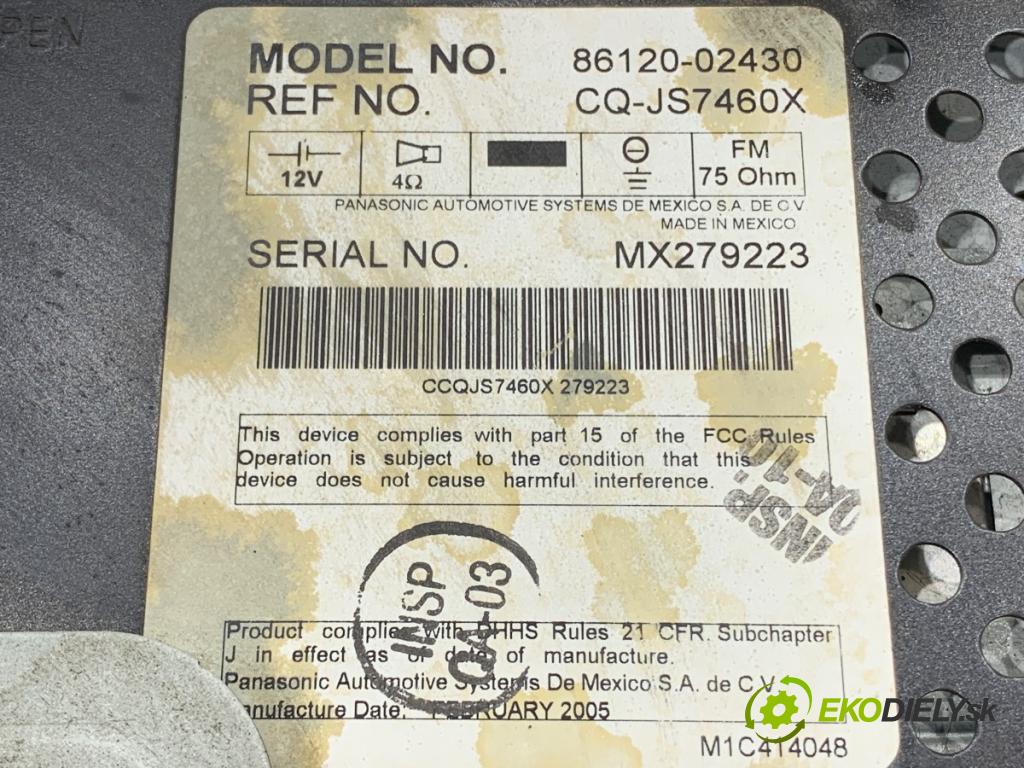 PEN
MODEL NO. 86120-02430
REF NO. CQ-JS7460X
12V 4Ω FM 75 Ohm
PANASONIC AUTOMOTIVE SYSTEMS DE MEXICO S.A. DE C.V.
MADE IN MEXICO
SERIAL NO. MX279223
CCQJS7460X 279223
This device complies with part 15 of the FCC Rules
Operation is subject to the condition that this
device does not cause harmful interference.
INSP. QA-10
INSP QA-03
Product complies with DHHS Rules 21 CFR. Subchapter
J in effect as of date of manufacture.
Panasonic Automotive Systems De Mexico S.A. de C.V.
anufacture Date: FEBRUARY 2005
M1C414048
EKODIELY.sk